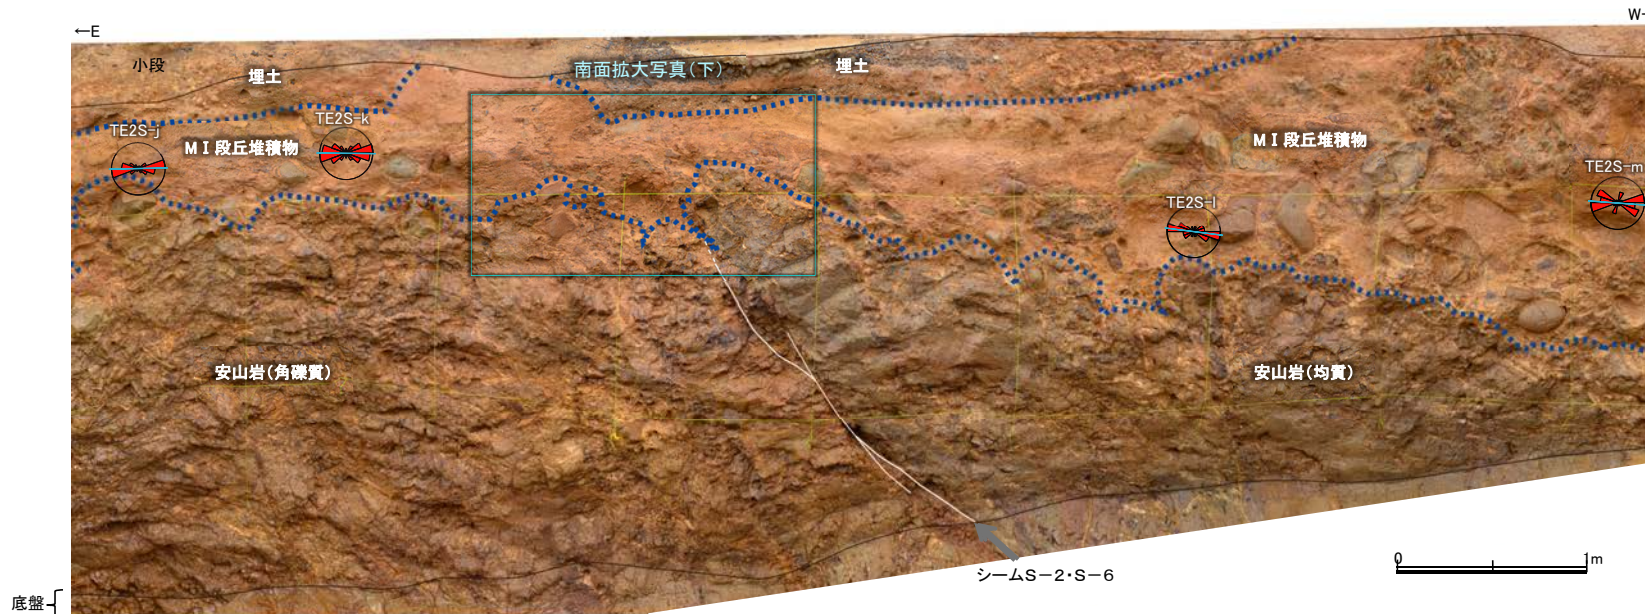 ←E
W-
小段
埋土
南面拡大写真(下)
埋土
TE2S-j
TE2S-k
MⅠ段丘堆積物
MⅠ段丘堆積物
TE2S-m
TE2S-l
安山岩(角礫質)
安山岩(均質)
0 1m
シームS-2・S-6
底盤